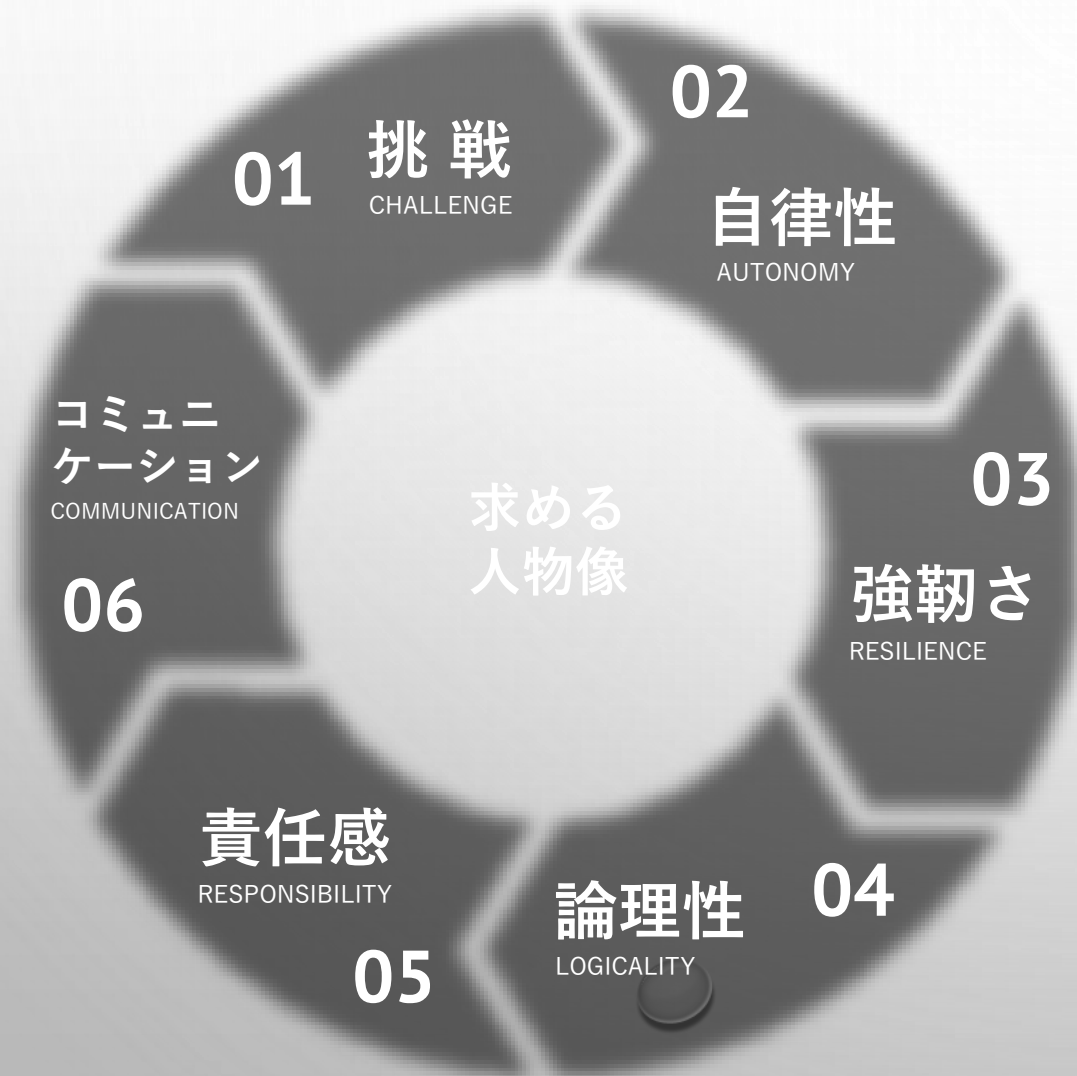 01
挑戦
CHALLENGE
02
自律性
AUTONOMY
03
強靭さ
RESILIENCE
04
論理性
LOGICALITY
05
責任感
RESPONSIBILITY
06
コミュニ
ケーション
COMMUNICATION
求める
人物像